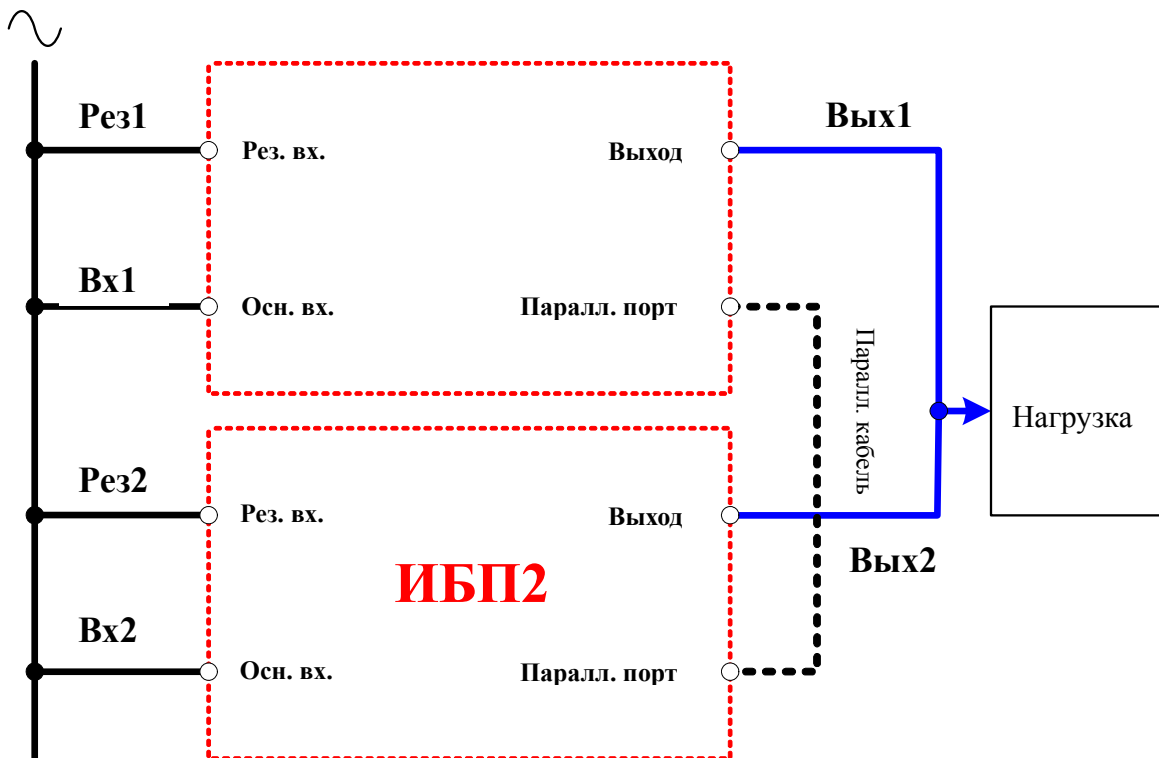 Рез1
Вых1
Рез. вх.
Выход
Вх1
Осн. вх.
Паралл. порт
Паралл. кабель
Нагрузка
Рез2
Рез. вх.
Выход
Вых2
ИБП2
Вх2
Осн. вх.
Паралл. порт